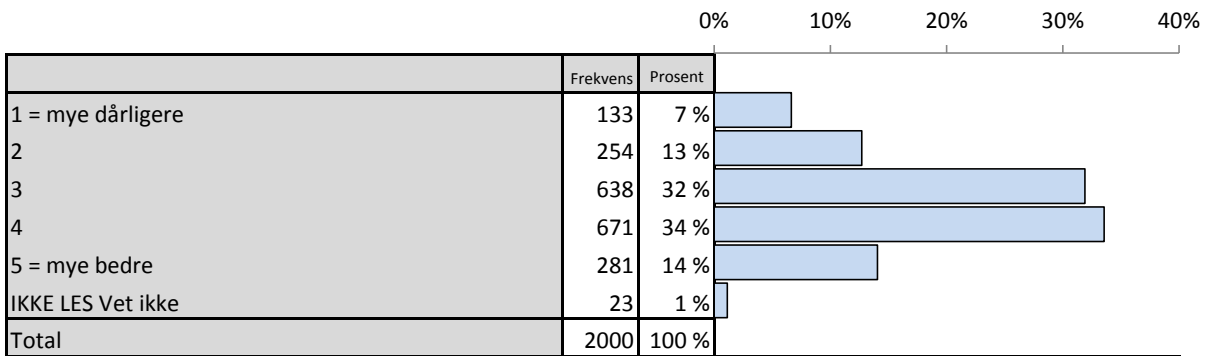 0% 10% 20% 30% 40%
Frekvens Prosent
1 = mye dårligere 133 7 %
2 254 13 %
3 638 32 %
4 671 34 %
5 = mye bedre 281 14 %
IKKE LES Vet ikke 23 1 %
Total 2000 100 %